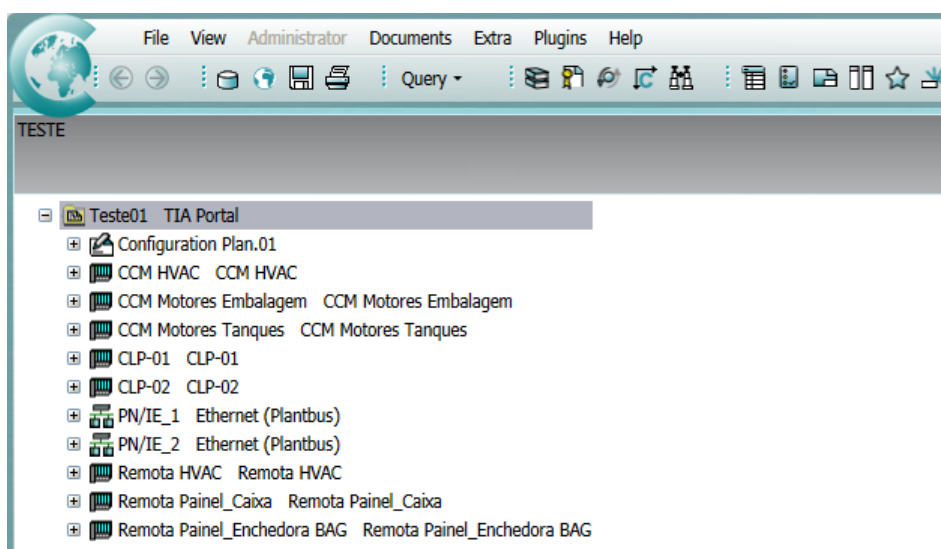 File View Administrator Documents Extra Plugins Help
Query
TESTE
Teste01 TIA Portal
Configuration Plan.01
CCM HVAC CCM HVAC
CCM Motores Embalagem CCM Motores Embalagem
CCM Motores Tanques CCM Motores Tanques
CLP-01 CLP-01
CLP-02 CLP-02
PN/IE_1 Ethernet (Plantbus)
PN/IE_2 Ethernet (Plantbus)
Remota HVAC Remota HVAC
Remota Painel_Caixa Remota Painel_Caixa
Remota Painel_Enchedora BAG Remota Painel_Enchedora BAG